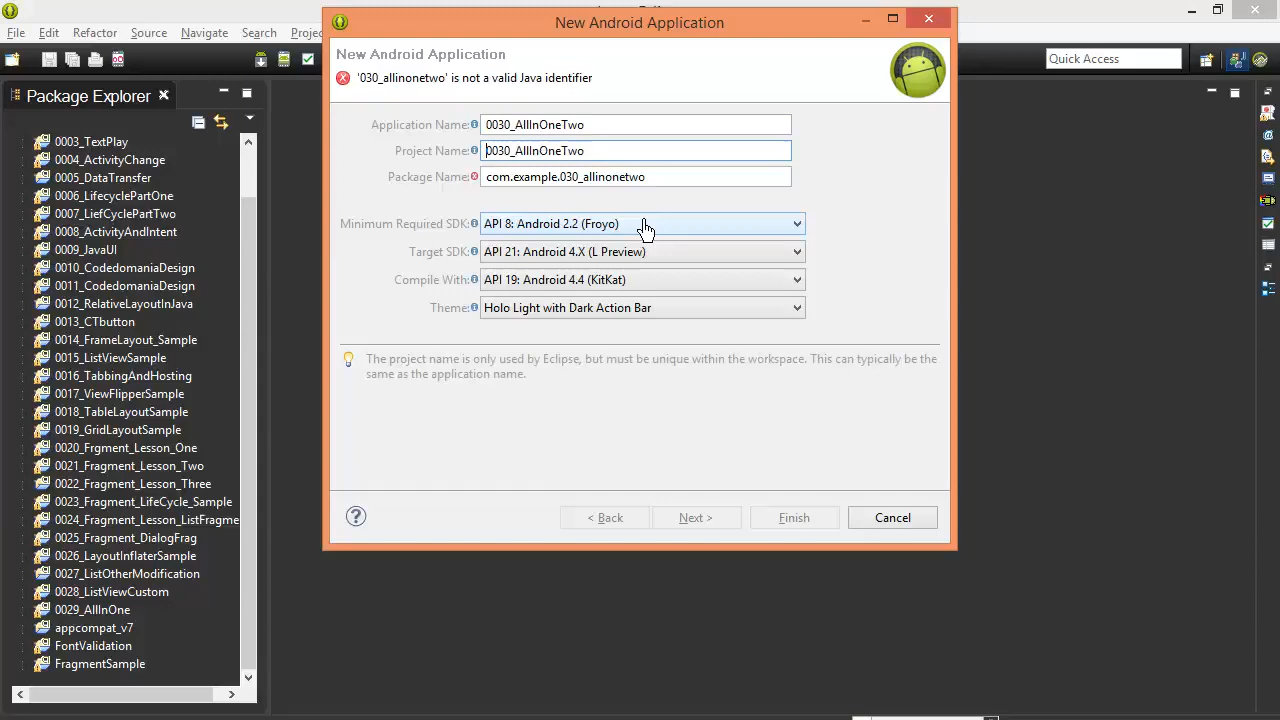 New Android Application
File Edit Refactor Source Navigate Search Projec
Quick Access
New Android Application
'030_allinonetwo' is not a valid Java identifier
Application Name: 0030_AllInOneTwo
Project Name: 0030_AllInOneTwo
Package Name: com.example.030_allinonetwo
Minimum Required SDK: API 8: Android 2.2 (Froyo)
Target SDK: API 21: Android 4.X (L Preview)
Compile With: API 19: Android 4.4 (KitKat)
Theme: Holo Light with Dark Action Bar
The project name is only used by Eclipse, but must be unique within the workspace. This can typically be the
same as the application name.
< Back
Next >
Finish
Cancel
Package Explorer
0003_TextPlay
0004_ActivityChange
0005_DataTransfer
0006_LifecyclePartOne
0007_LiefCyclePartTwo
0008_ActivityAndIntent
0009_JavaUI
0010_CodedomaniaDesign
0011_CodedomaniaDesign
0012_RelativeLayoutInJava
0013_CTbutton
0014_FrameLayout_Sample
0015_ListViewSample
0016_TabbingAndHosting
0017_ViewFlipperSample
0018_TableLayoutSample
0019_GridLayoutSample
0020_Frgment_Lesson_One
0021_Fragment_Lesson_Two
0022_Fragment_Lesson_Three
0023_Fragment_LifeCycle_Sample
0024_Fragment_Lesson_ListFragme
0025_Fragment_DialogFrag
0026_LayoutInflaterSample
0027_ListOtherModification
0028_ListViewCustom
0029_AllInOne
appcompat_v7
FontValidation
FragmentSample